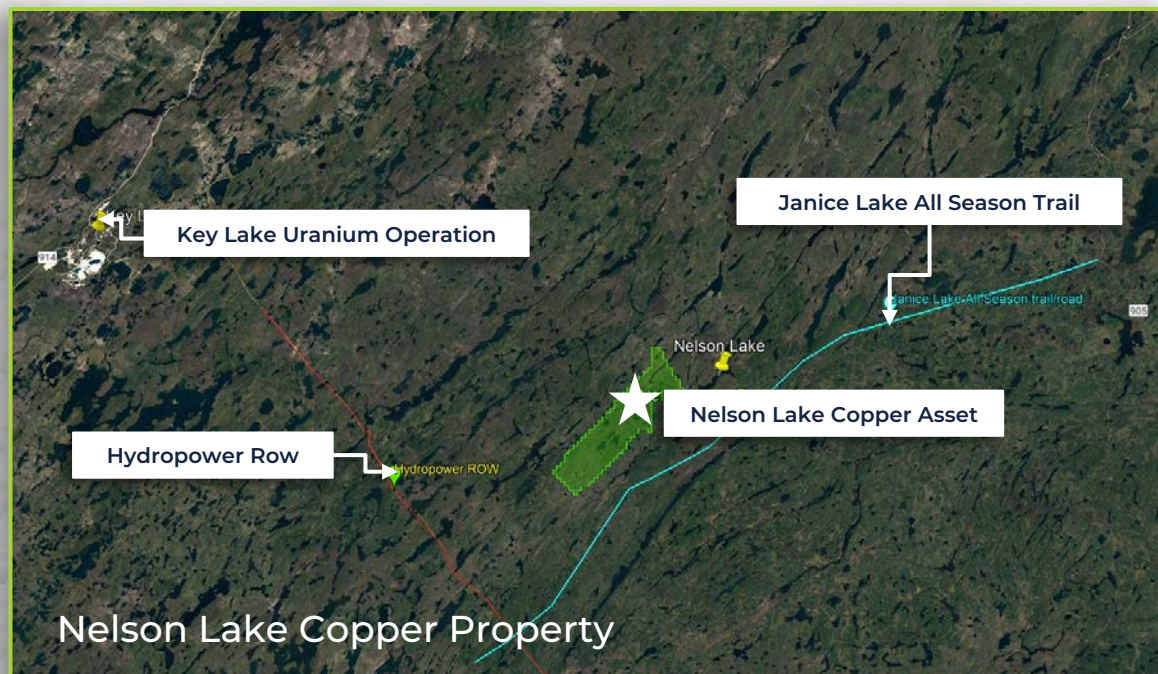 Janice Lake All Season Trail
Key L
Key Lake Uranium Operation
914
Janice Lake All Season trail/road
905
Nelson Lake
Nelson Lake Copper Asset
Hydropower Row
Hydropower ROW
Nelson Lake Copper Property